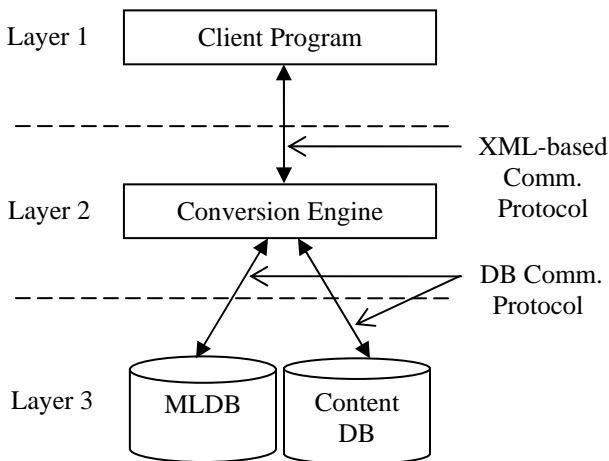 Layer 1
Client Program
XML-based
Comm.
Protocol
Layer 2
Conversion Engine
DB Comm.
Protocol
Layer 3
MLDB
Content
DB